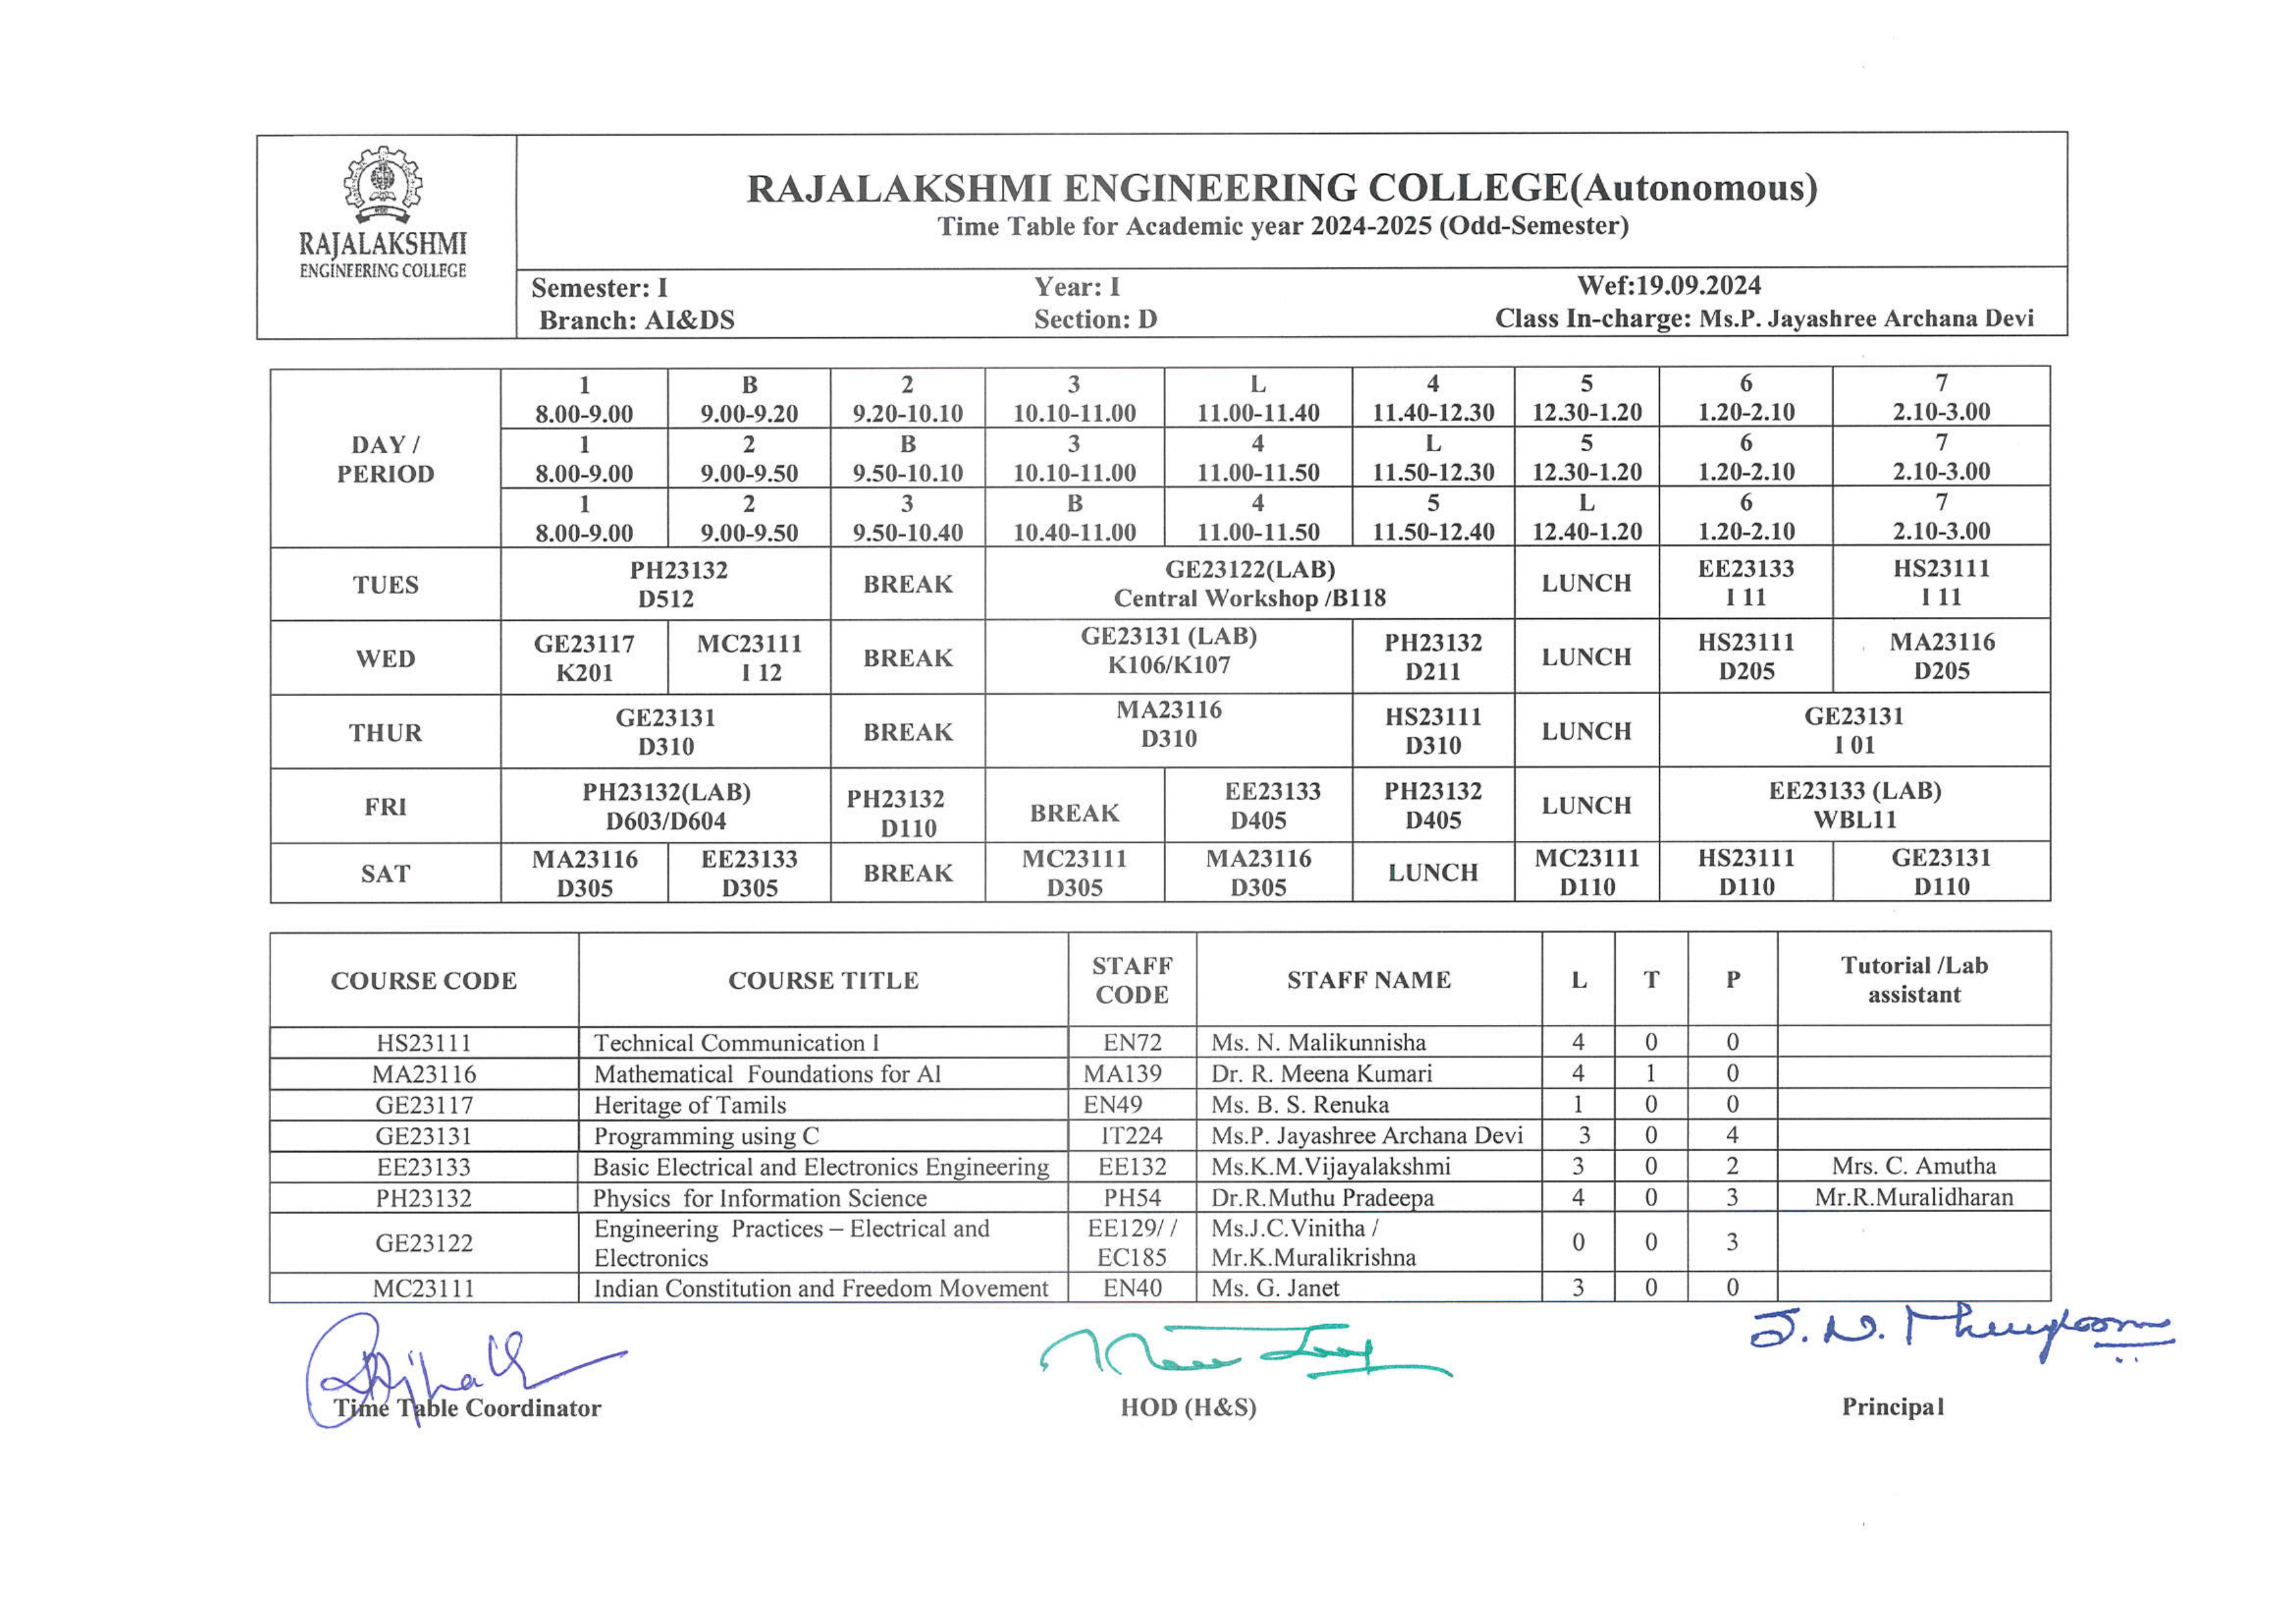 RAJALAKSHMI
ENGINEERING COLLEGE
RAJALAKSHMI ENGINEERING COLLEGE(Autonomous)
Time Table for Academic year 2024-2025 (Odd-Semester)
Semester: I Year: I Wef:19.09.2024
Branch: AI&DS Section: D Class In-charge: Ms.P. Jayashree Archana Devi
DAY / PERIOD
1 B 2 3 L 4 5 6 7
8.00-9.00 9.00-9.20 9.20-10.10 10.10-11.00 11.00-11.40 11.40-12.30 12.30-1.20 1.20-2.10 2.10-3.00
1 2 B 3 4 L 5 6 7
8.00-9.00 9.00-9.50 9.50-10.10 10.10-11.00 11.00-11.50 11.50-12.30 12.30-1.20 1.20-2.10 2.10-3.00
1 2 3 B 4 5 L 6 7
8.00-9.00 9.00-9.50 9.50-10.40 10.40-11.00 11.00-11.50 11.50-12.40 12.40-1.20 1.20-2.10 2.10-3.00
TUES PH23132 BREAK GE23122(LAB) LUNCH EE23133 HS23111
D512 Central Workshop /B118 I 11 I 11
WED GE23117 MC23111 BREAK GE23131 (LAB) PH23132 LUNCH HS23111 MA23116
K201 I 12 K106/K107 D211 D205 D205
THUR GE23131 BREAK MA23116 HS23111 LUNCH GE23131
D310 D310 D310 I 01
FRI PH23132(LAB) PH23132 BREAK EE23133 PH23132 LUNCH EE23133 (LAB)
D603/D604 D110 D405 D405 WBL11
SAT MA23116 EE23133 BREAK MC23111 MA23116 LUNCH MC23111 HS23111 GE23131
D305 D305 D305 D305 D110 D110 D110
COURSE CODE COURSE TITLE STAFF CODE STAFF NAME L T P Tutorial /Lab assistant
HS23111 Technical Communication I EN72 Ms. N. Malikunnisha 4 0 0
MA23116 Mathematical Foundations for AI MA139 Dr. R. Meena Kumari 4 1 0
GE23117 Heritage of Tamils EN49 Ms. B. S. Renuka 1 0 0
GE23131 Programming using C IT224 Ms.P. Jayashree Archana Devi 3 0 4
EE23133 Basic Electrical and Electronics Engineering EE132 Ms.K.M.Vijayalakshmi 3 0 2 Mrs. C. Amutha
PH23132 Physics for Information Science PH54 Dr.R.Muthu Pradeepa 4 0 3 Mr.R.Muralidharan
GE23122 Engineering Practices – Electrical and Electronics EE129/ / EC185 Ms.J.C.Vinitha / Mr.K.Muralikrishna 0 0 3
MC23111 Indian Constitution and Freedom Movement EN40 Ms. G. Janet 3 0 0
Time Table Coordinator HOD (H&S) Principal